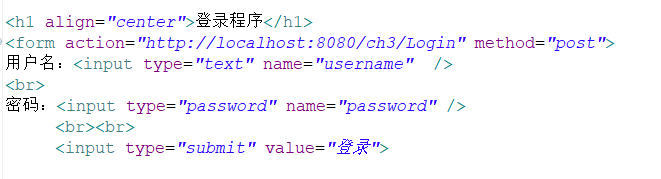 <h1 align="center">登录程序</h1>
<form action="http://localhost:8080/ch3/Login" method="post">
用户名：<input type="text" name="username"  />
<br>
密码：<input type="password" name="password" />
<br><br>
<input type="submit" value="登录">